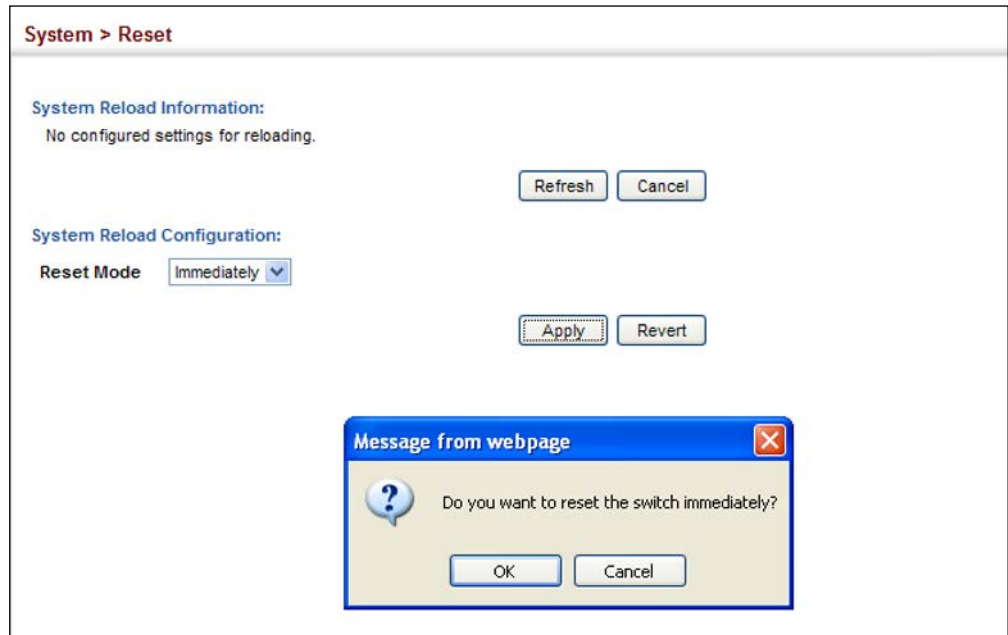 System > Reset
System Reload Information:
No configured settings for reloading.
Refresh Cancel
System Reload Configuration:
Reset Mode Immediately
Apply Revert
Message from webpage
Do you want to reset the switch immediately?
OK Cancel